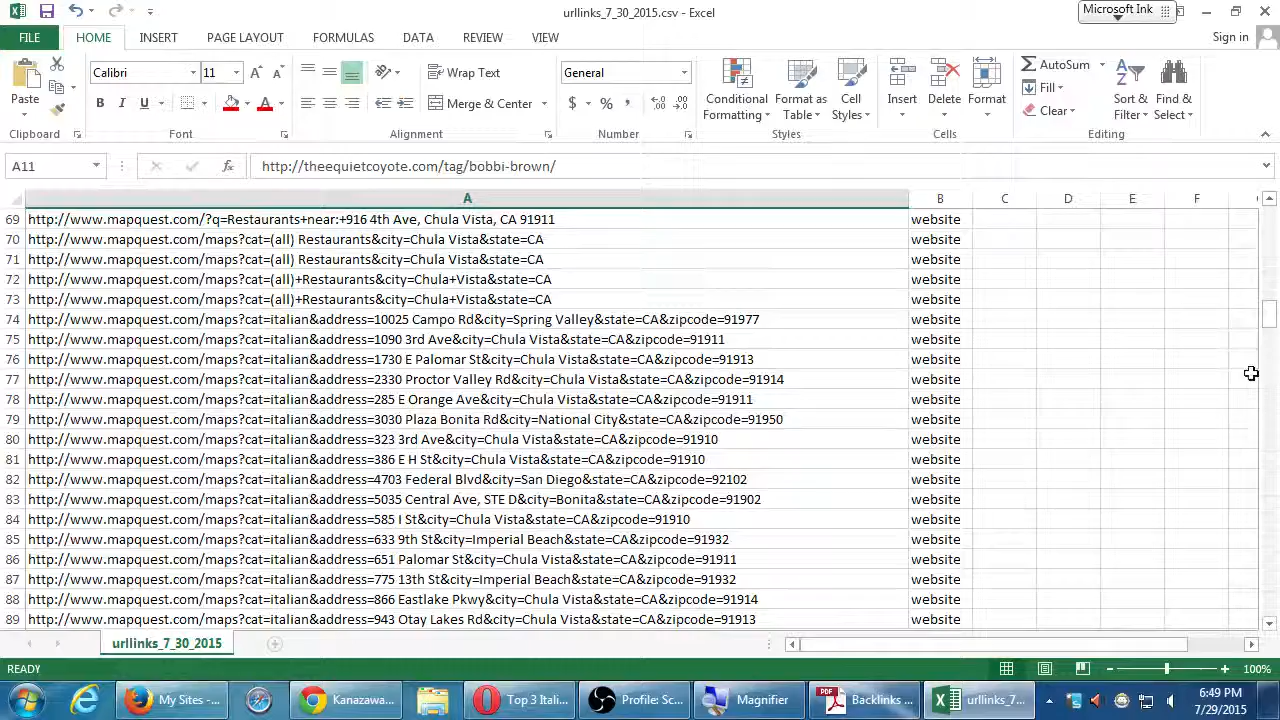 urllinks_7_30_2015.csv - Excel
Microsoft Ink
FILE HOME INSERT PAGE LAYOUT FORMULAS DATA REVIEW VIEW
Sign in
Paste
Calibri 11
B I U A
Wrap Text
Merge & Center
General
$ % ,
Conditional Formatting
Format as Table
Cell Styles
Insert Delete Format
AutoSum
Fill
Clear
Sort & Filter
Find & Select
Clipboard Font Alignment Number Styles Cells Editing
A11 fx http://theequietcoyote.com/tag/bobbi-brown/
A B C D E F
69 http://www.mapquest.com/?q=Restaurants+near:+916 4th Ave, Chula Vista, CA 91911 website
70 http://www.mapquest.com/maps?cat=(all) Restaurants&city=Chula Vista&state=CA website
71 http://www.mapquest.com/maps?cat=(all) Restaurants&city=Chula Vista&state=CA website
72 http://www.mapquest.com/maps?cat=(all)+Restaurants&city=Chula+Vista&state=CA website
73 http://www.mapquest.com/maps?cat=(all)+Restaurants&city=Chula+Vista&state=CA website
74 http://www.mapquest.com/maps?cat=italian&address=10025 Campo Rd&city=Spring Valley&state=CA&zipcode=91977 website
75 http://www.mapquest.com/maps?cat=italian&address=1090 3rd Ave&city=Chula Vista&state=CA&zipcode=91911 website
76 http://www.mapquest.com/maps?cat=italian&address=1730 E Palomar St&city=Chula Vista&state=CA&zipcode=91913 website
77 http://www.mapquest.com/maps?cat=italian&address=2330 Proctor Valley Rd&city=Chula Vista&state=CA&zipcode=91914 website
78 http://www.mapquest.com/maps?cat=italian&address=285 E Orange Ave&city=Chula Vista&state=CA&zipcode=91911 website
79 http://www.mapquest.com/maps?cat=italian&address=3030 Plaza Bonita Rd&city=National City&state=CA&zipcode=91950 website
80 http://www.mapquest.com/maps?cat=italian&address=323 3rd Ave&city=Chula Vista&state=CA&zipcode=91910 website
81 http://www.mapquest.com/maps?cat=italian&address=386 E H St&city=Chula Vista&state=CA&zipcode=91910 website
82 http://www.mapquest.com/maps?cat=italian&address=4703 Federal Blvd&city=San Diego&state=CA&zipcode=92102 website
83 http://www.mapquest.com/maps?cat=italian&address=5035 Central Ave, STE D&city=Bonita&state=CA&zipcode=91902 website
84 http://www.mapquest.com/maps?cat=italian&address=585 I St&city=Chula Vista&state=CA&zipcode=91910 website
85 http://www.mapquest.com/maps?cat=italian&address=633 9th St&city=Imperial Beach&state=CA&zipcode=91932 website
86 http://www.mapquest.com/maps?cat=italian&address=651 Palomar St&city=Chula Vista&state=CA&zipcode=91911 website
87 http://www.mapquest.com/maps?cat=italian&address=775 13th St&city=Imperial Beach&state=CA&zipcode=91932 website
88 http://www.mapquest.com/maps?cat=italian&address=866 Eastlake Pkwy&city=Chula Vista&state=CA&zipcode=91914 website
89 http://www.mapquest.com/maps?cat=italian&address=943 Otay Lakes Rd&city=Chula Vista&state=CA&zipcode=91913 website
urllinks_7_30_2015
READY 100%
My Sites - ... Kanazawa... Top 3 Itali... Profile: Sc... Magnifier Backlinks ... urllinks_7...
6:49 PM
7/29/2015